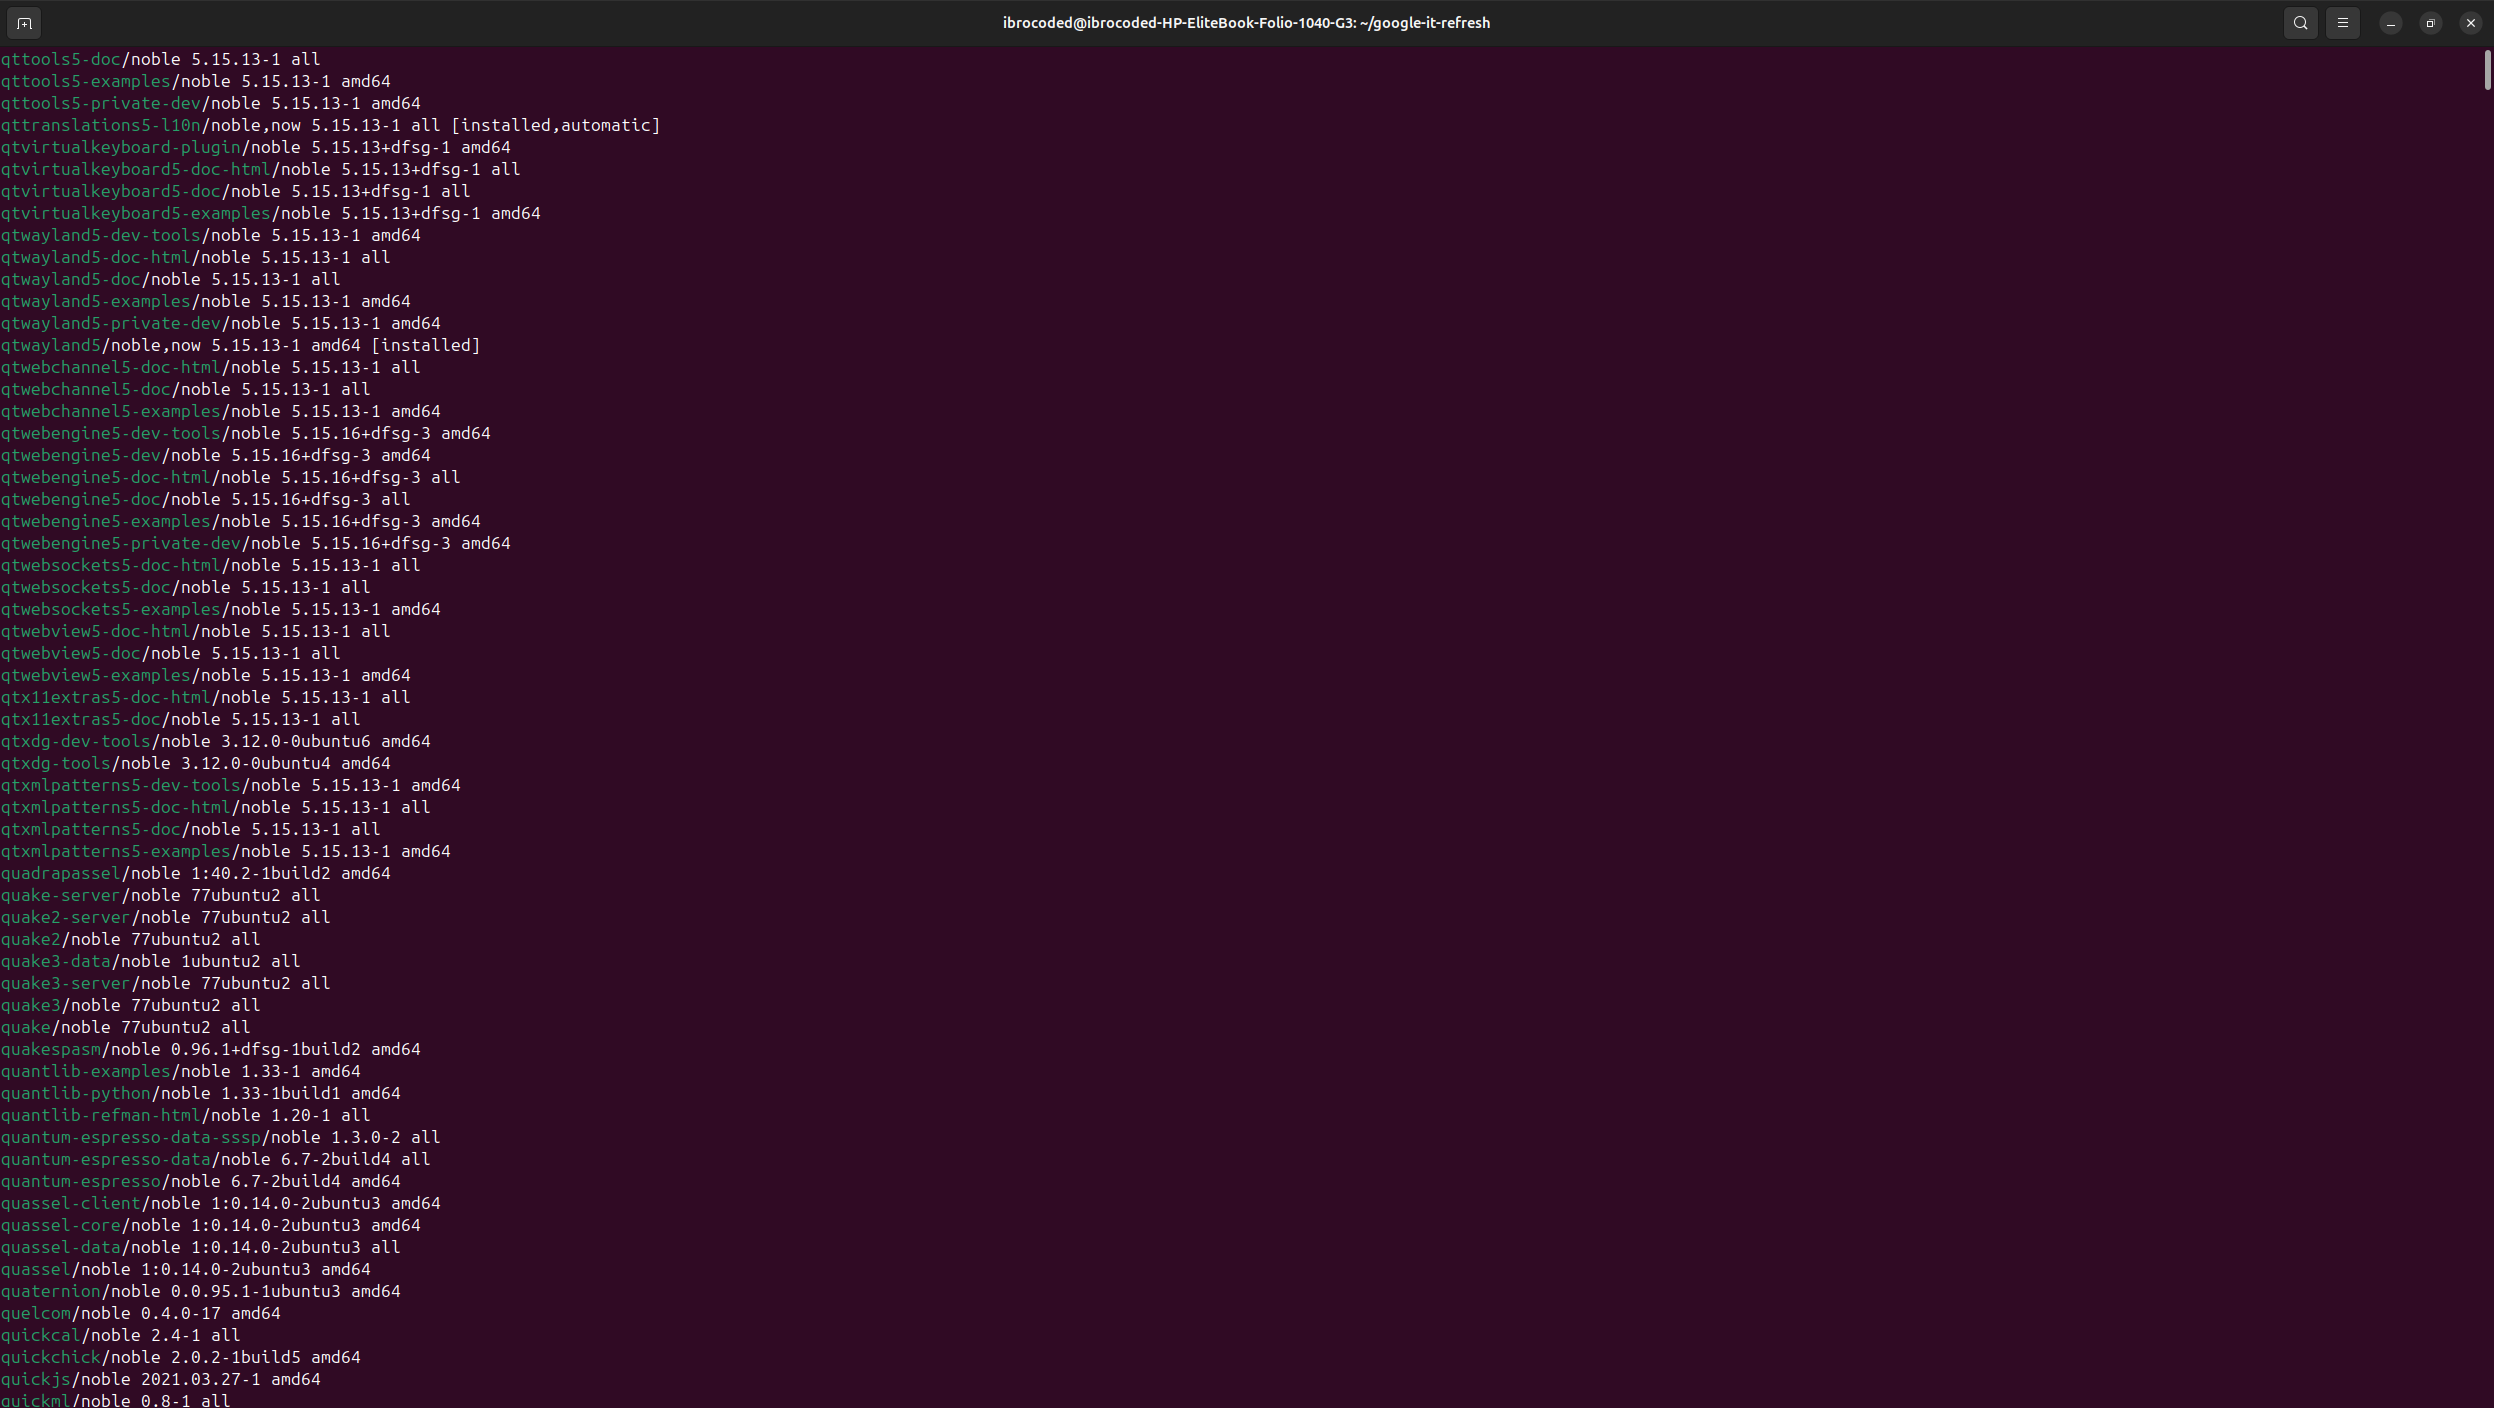 ibrocoded@ibrocoded-HP-EliteBook-Folio-1040-G3: ~/google-it-refresh
qttools5-doc/noble 5.15.13-1 all
qttools5-examples/noble 5.15.13-1 amd64
qttools5-private-dev/noble 5.15.13-1 amd64
qttranslations5-l10n/noble,now 5.15.13-1 all [installed,automatic]
qtvirtualkeyboard-plugin/noble 5.15.13+dfsg-1 amd64
qtvirtualkeyboard5-doc-html/noble 5.15.13+dfsg-1 all
qtvirtualkeyboard5-doc/noble 5.15.13+dfsg-1 all
qtvirtualkeyboard5-examples/noble 5.15.13+dfsg-1 amd64
qtwayland5-dev-tools/noble 5.15.13-1 amd64
qtwayland5-doc-html/noble 5.15.13-1 all
qtwayland5-doc/noble 5.15.13-1 all
qtwayland5-examples/noble 5.15.13-1 amd64
qtwayland5-private-dev/noble 5.15.13-1 amd64
qtwayland5/noble,now 5.15.13-1 amd64 [installed]
qtwebchannel5-doc-html/noble 5.15.13-1 all
qtwebchannel5-doc/noble 5.15.13-1 all
qtwebchannel5-examples/noble 5.15.13-1 amd64
qtwebengine5-dev-tools/noble 5.15.16+dfsg-3 amd64
qtwebengine5-dev/noble 5.15.16+dfsg-3 amd64
qtwebengine5-doc-html/noble 5.15.16+dfsg-3 all
qtwebengine5-doc/noble 5.15.16+dfsg-3 all
qtwebengine5-examples/noble 5.15.16+dfsg-3 amd64
qtwebengine5-private-dev/noble 5.15.16+dfsg-3 amd64
qtwebsockets5-doc-html/noble 5.15.13-1 all
qtwebsockets5-doc/noble 5.15.13-1 all
qtwebsockets5-examples/noble 5.15.13-1 amd64
qtwebview5-doc-html/noble 5.15.13-1 all
qtwebview5-doc/noble 5.15.13-1 all
qtwebview5-examples/noble 5.15.13-1 amd64
qtx11extras5-doc-html/noble 5.15.13-1 all
qtx11extras5-doc/noble 5.15.13-1 all
qtxdg-dev-tools/noble 3.12.0-0ubuntu6 amd64
qtxdg-tools/noble 3.12.0-0ubuntu4 amd64
qtxmlpatterns5-dev-tools/noble 5.15.13-1 amd64
qtxmlpatterns5-doc-html/noble 5.15.13-1 all
qtxmlpatterns5-doc/noble 5.15.13-1 all
qtxmlpatterns5-examples/noble 5.15.13-1 amd64
quadrapassel/noble 1:40.2-1build2 amd64
quake-server/noble 77ubuntu2 all
quake2-server/noble 77ubuntu2 all
quake2/noble 77ubuntu2 all
quake3-data/noble 1ubuntu2 all
quake3-server/noble 77ubuntu2 all
quake3/noble 77ubuntu2 all
quake/noble 77ubuntu2 all
quakespasm/noble 0.96.1+dfsg-1build2 amd64
quantlib-examples/noble 1.33-1 amd64
quantlib-python/noble 1.33-1build1 amd64
quantlib-refman-html/noble 1.20-1 all
quantum-espresso-data-sssp/noble 1.3.0-2 all
quantum-espresso-data/noble 6.7-2build4 all
quantum-espresso/noble 6.7-2build4 amd64
quassel-client/noble 1:0.14.0-2ubuntu3 amd64
quassel-core/noble 1:0.14.0-2ubuntu3 amd64
quassel-data/noble 1:0.14.0-2ubuntu3 all
quassel/noble 1:0.14.0-2ubuntu3 amd64
quaternion/noble 0.0.95.1-1ubuntu3 amd64
quelcom/noble 0.4.0-17 amd64
quickcal/noble 2.4-1 all
quickchick/noble 2.0.2-1build5 amd64
quickjs/noble 2021.03.27-1 amd64
quickml/noble 0.8-1 all